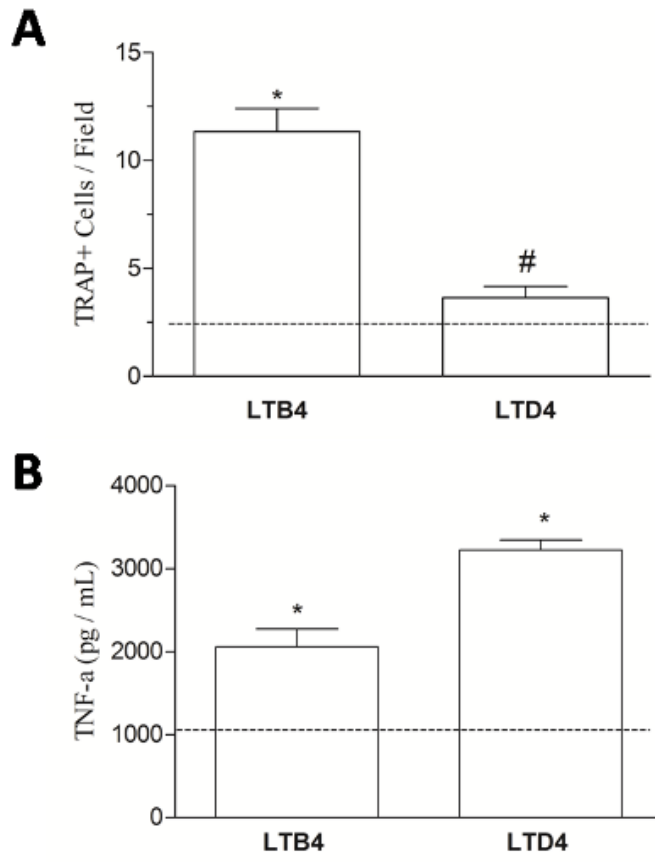 A
TRAP+ Cells / Field
15
10
5
0
*
#
LTB4
LTD4
B
TNF-a (pg / mL)
4000
3000
2000
1000
0
*
*
LTB4
LTD4